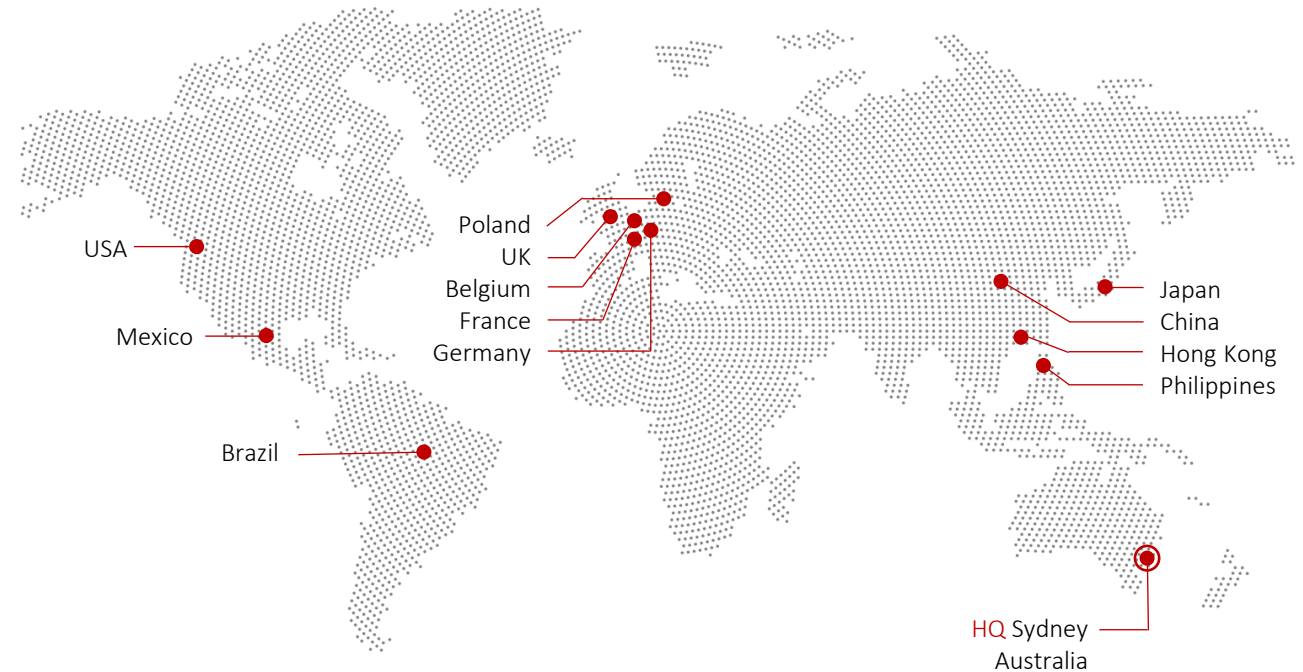 Poland
UK
Belgium
France
Germany
USA
Mexico
Brazil
Japan
China
Hong Kong
Philippines
HQ Sydney
Australia